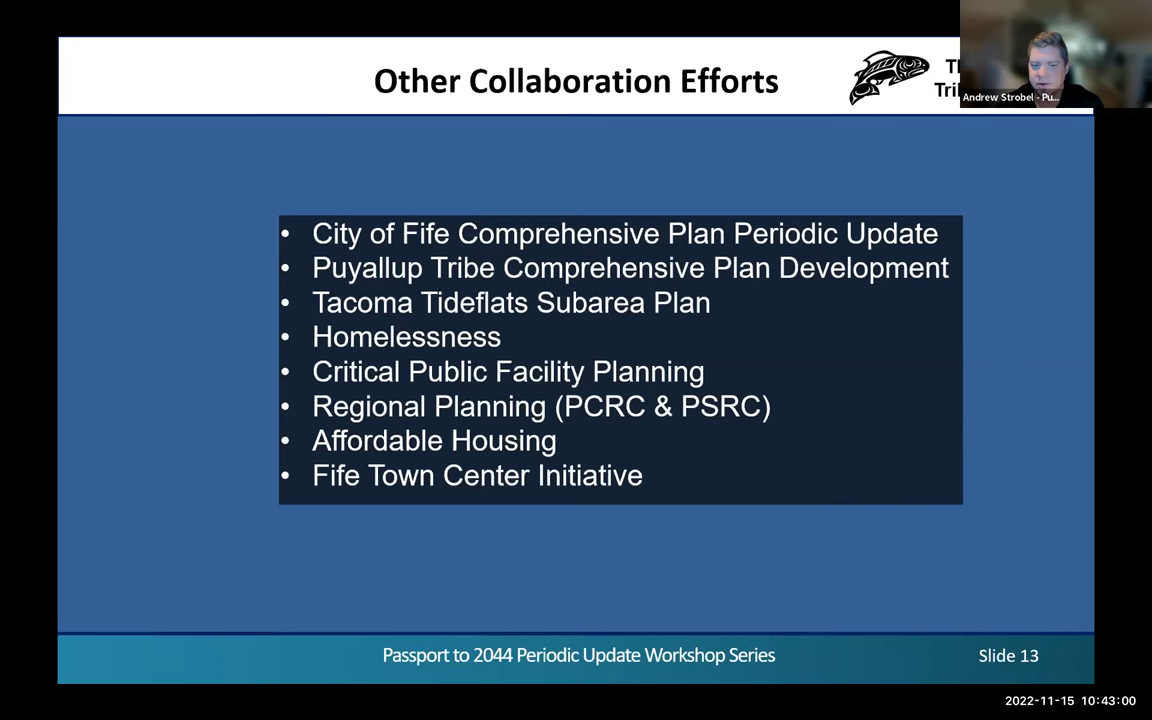 Other Collaboration Efforts
Andrew Strobel - Pu...
• City of Fife Comprehensive Plan Periodic Update
• Puyallup Tribe Comprehensive Plan Development
• Tacoma Tideflats Subarea Plan
• Homelessness
• Critical Public Facility Planning
• Regional Planning (PCRC & PSRC)
• Affordable Housing
• Fife Town Center Initiative
Passport to 2044 Periodic Update Workshop Series
Slide 13
2022-11-15 10:43:00